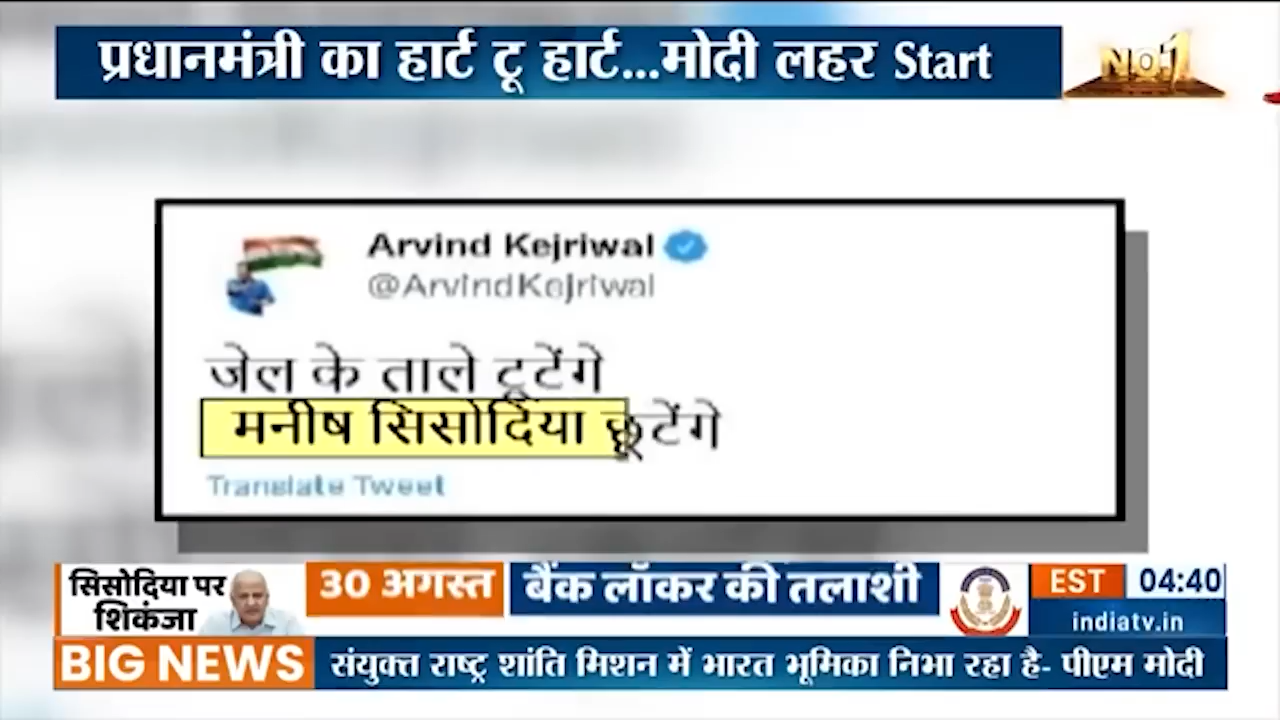 प्रधानमंत्री का हार्ट टू हार्ट...मोदी लहर Start
NO.1
Arvind Kejriwal
@ArvindKejriwal
जेल के ताले टूटेंगे
मनीष सिसोदिया छूटेंगे
Translate Tweet
सिसोदिया पर
शिकंजा
30 अगस्त
बैंक लॉकर की तलाशी
EST 04:40
indiatv.in
BIG NEWS
संयुक्त राष्ट्र शांति मिशन में भारत भूमिका निभा रहा है- पीएम मोदी